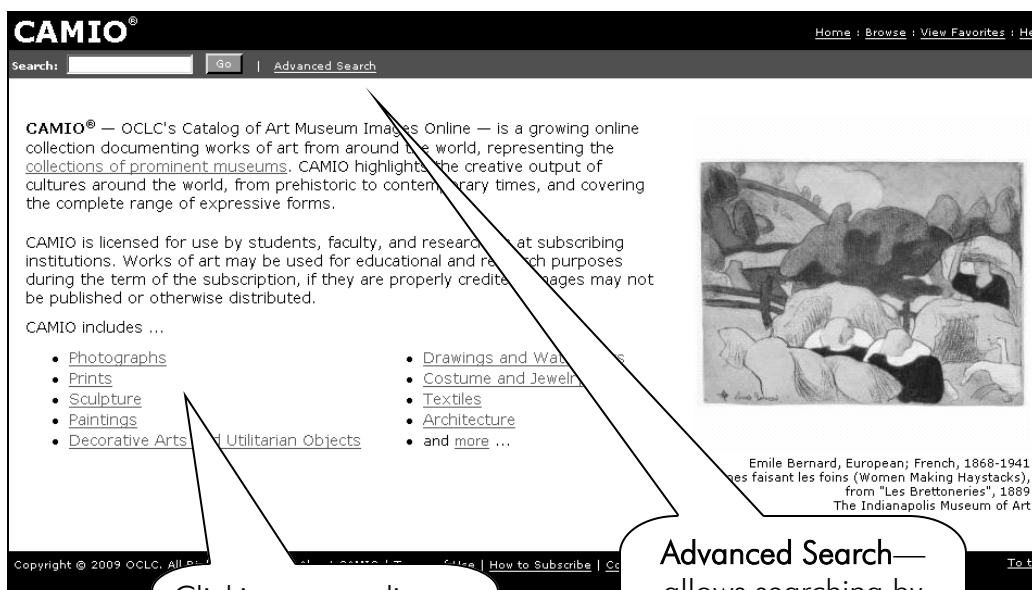 CAMIO®
Home : Browse : View Favorites :
Search: Go | Advanced Search
CAMIO® — OCLC's Catalog of Art Museum Images Online — is a growing online
collection documenting works of art from around the world, representing the
collections of prominent museums. CAMIO highlights the creative output of
cultures around the world, from prehistoric to contemporary times, and covering
the complete range of expressive forms.
CAMIO is licensed for use by students, faculty, and at subscribing
institutions. Works of art may be used for educational and research purposes
during the term of the subscription, if they are properly credited. Images may not
be published or otherwise distributed.
CAMIO includes ...
• Photographs
• Prints
• Sculpture
• Paintings
• Decorative Arts and Utilitarian Objects
• Drawings and
• Costume and Jewelry
• Textiles
• Architecture
• and more ...
Emile Bernard, European; French, 1868-1941
faisant les foins (Women Making Haystacks),
from "Les Brettoneries", 1889
The Indianapolis Museum of Art
Copyright © 2009 OCLC. All | How to Subscribe |
Advanced Search—
allows searching by